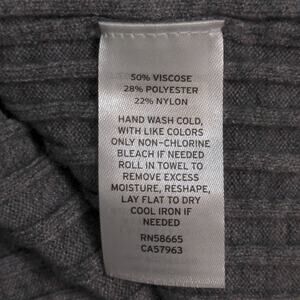 50% VISCOSE
28% POLYESTER
22% NYLON
HAND WASH COLD,
WITH LIKE COLORS
ONLY NON-CHLORINE
BLEACH IF NEEDED
ROLL IN TOWEL TO
REMOVE EXCESS
MOISTURE, RESHAPE,
LAY FLAT TO DRY
COOL IRON IF
NEEDED
RN58665
CA57963